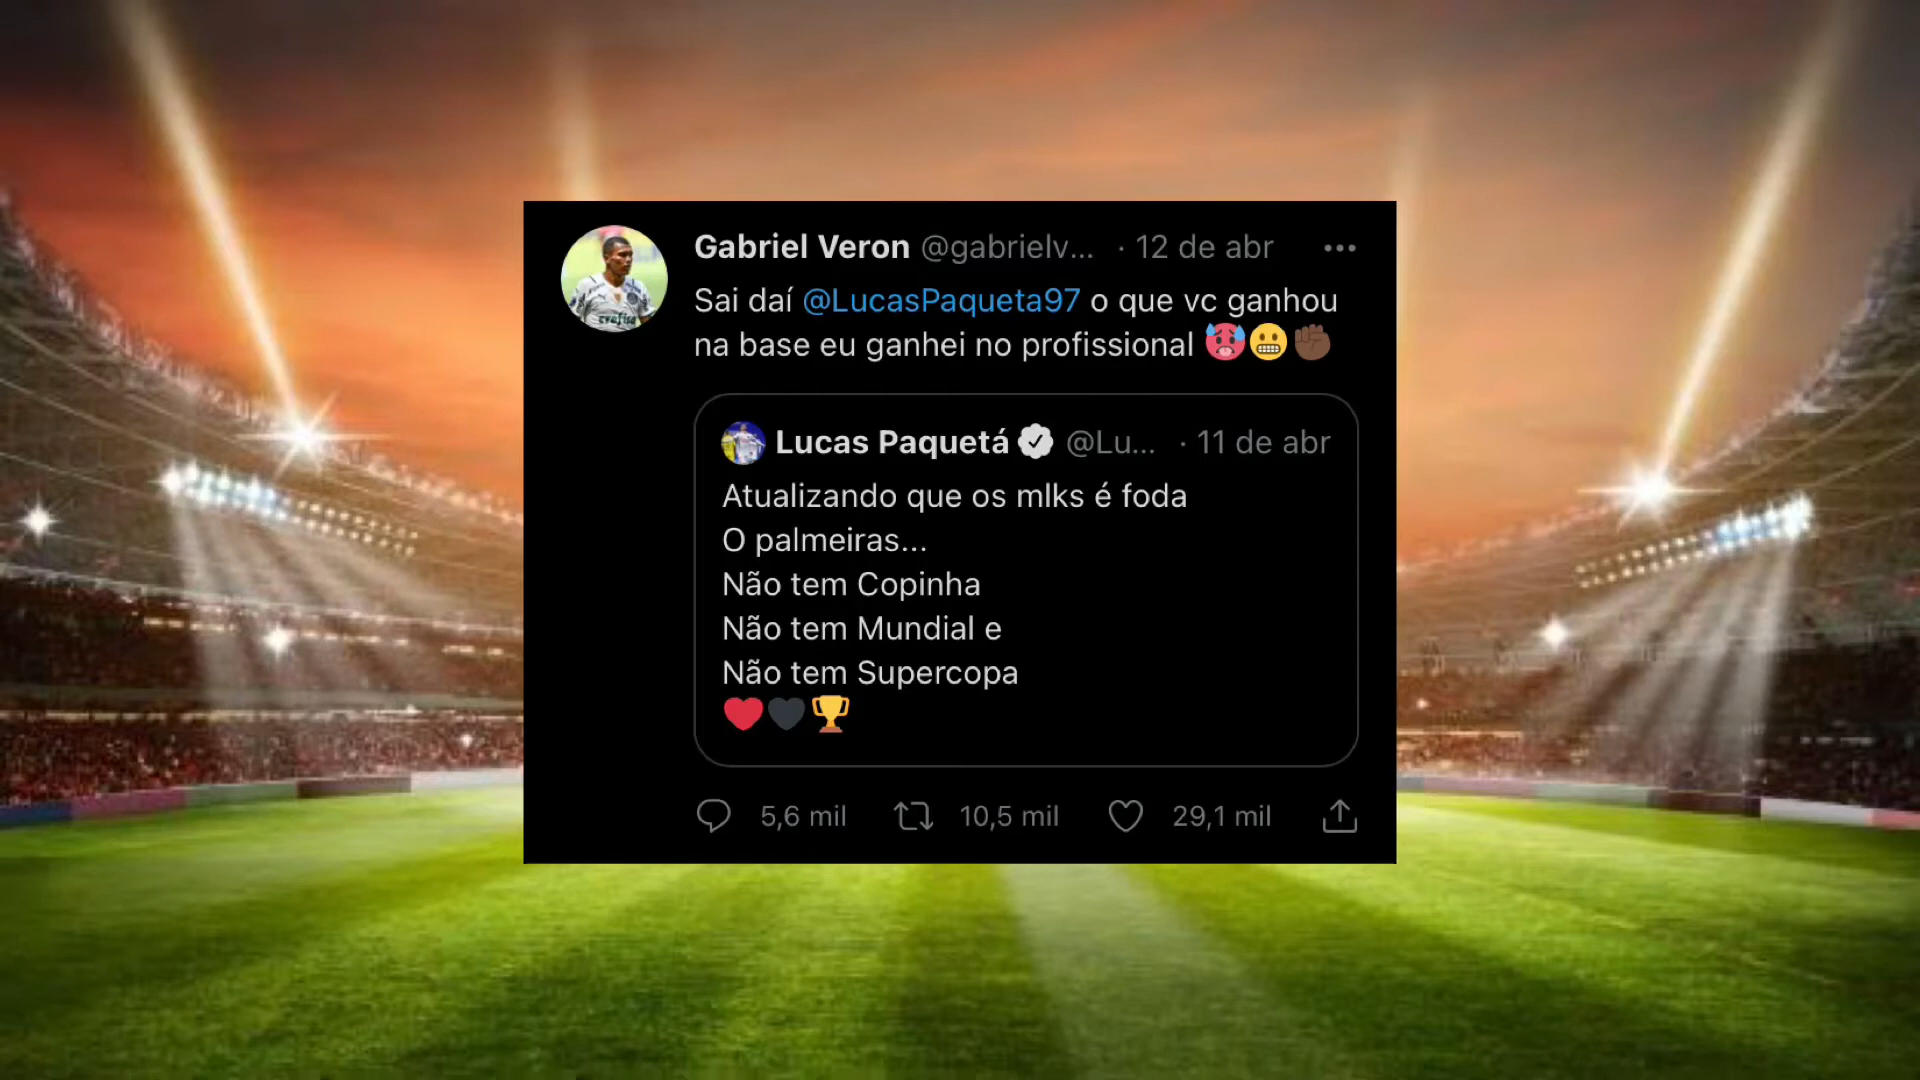 Gabriel Veron @gabrielv... · 12 de abr
Sai daí @LucasPaqueta97 o que vc ganhou
na base eu ganhei no profissional 🥵😬✊🏾
Lucas Paquetá @Lu... · 11 de abr
Atualizando que os mlks é foda
O palmeiras...
Não tem Copinha
Não tem Mundial e
Não tem Supercopa
❤️🖤🏆
5,6 mil 10,5 mil 29,1 mil